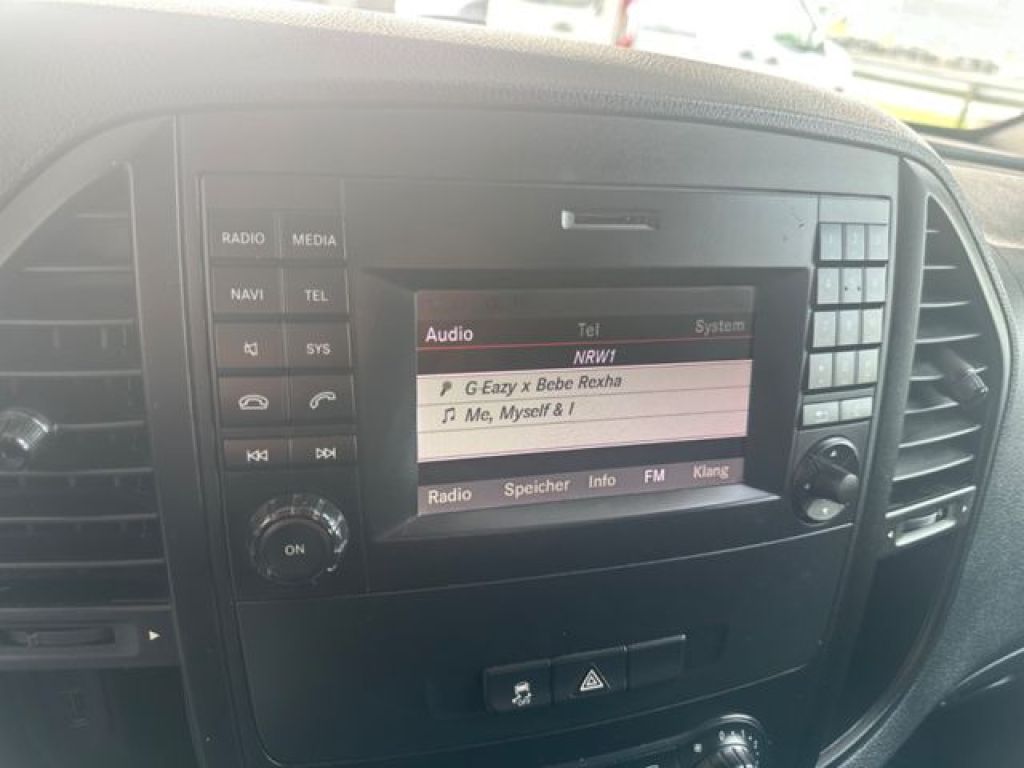 RADIO MEDIA
NAVI TEL
SYS
ON
Audio Tel System
NRW1
G-Eazy x Bebe Rexha
Me, Myself & I
Radio Speicher Info FM Klang
OFF